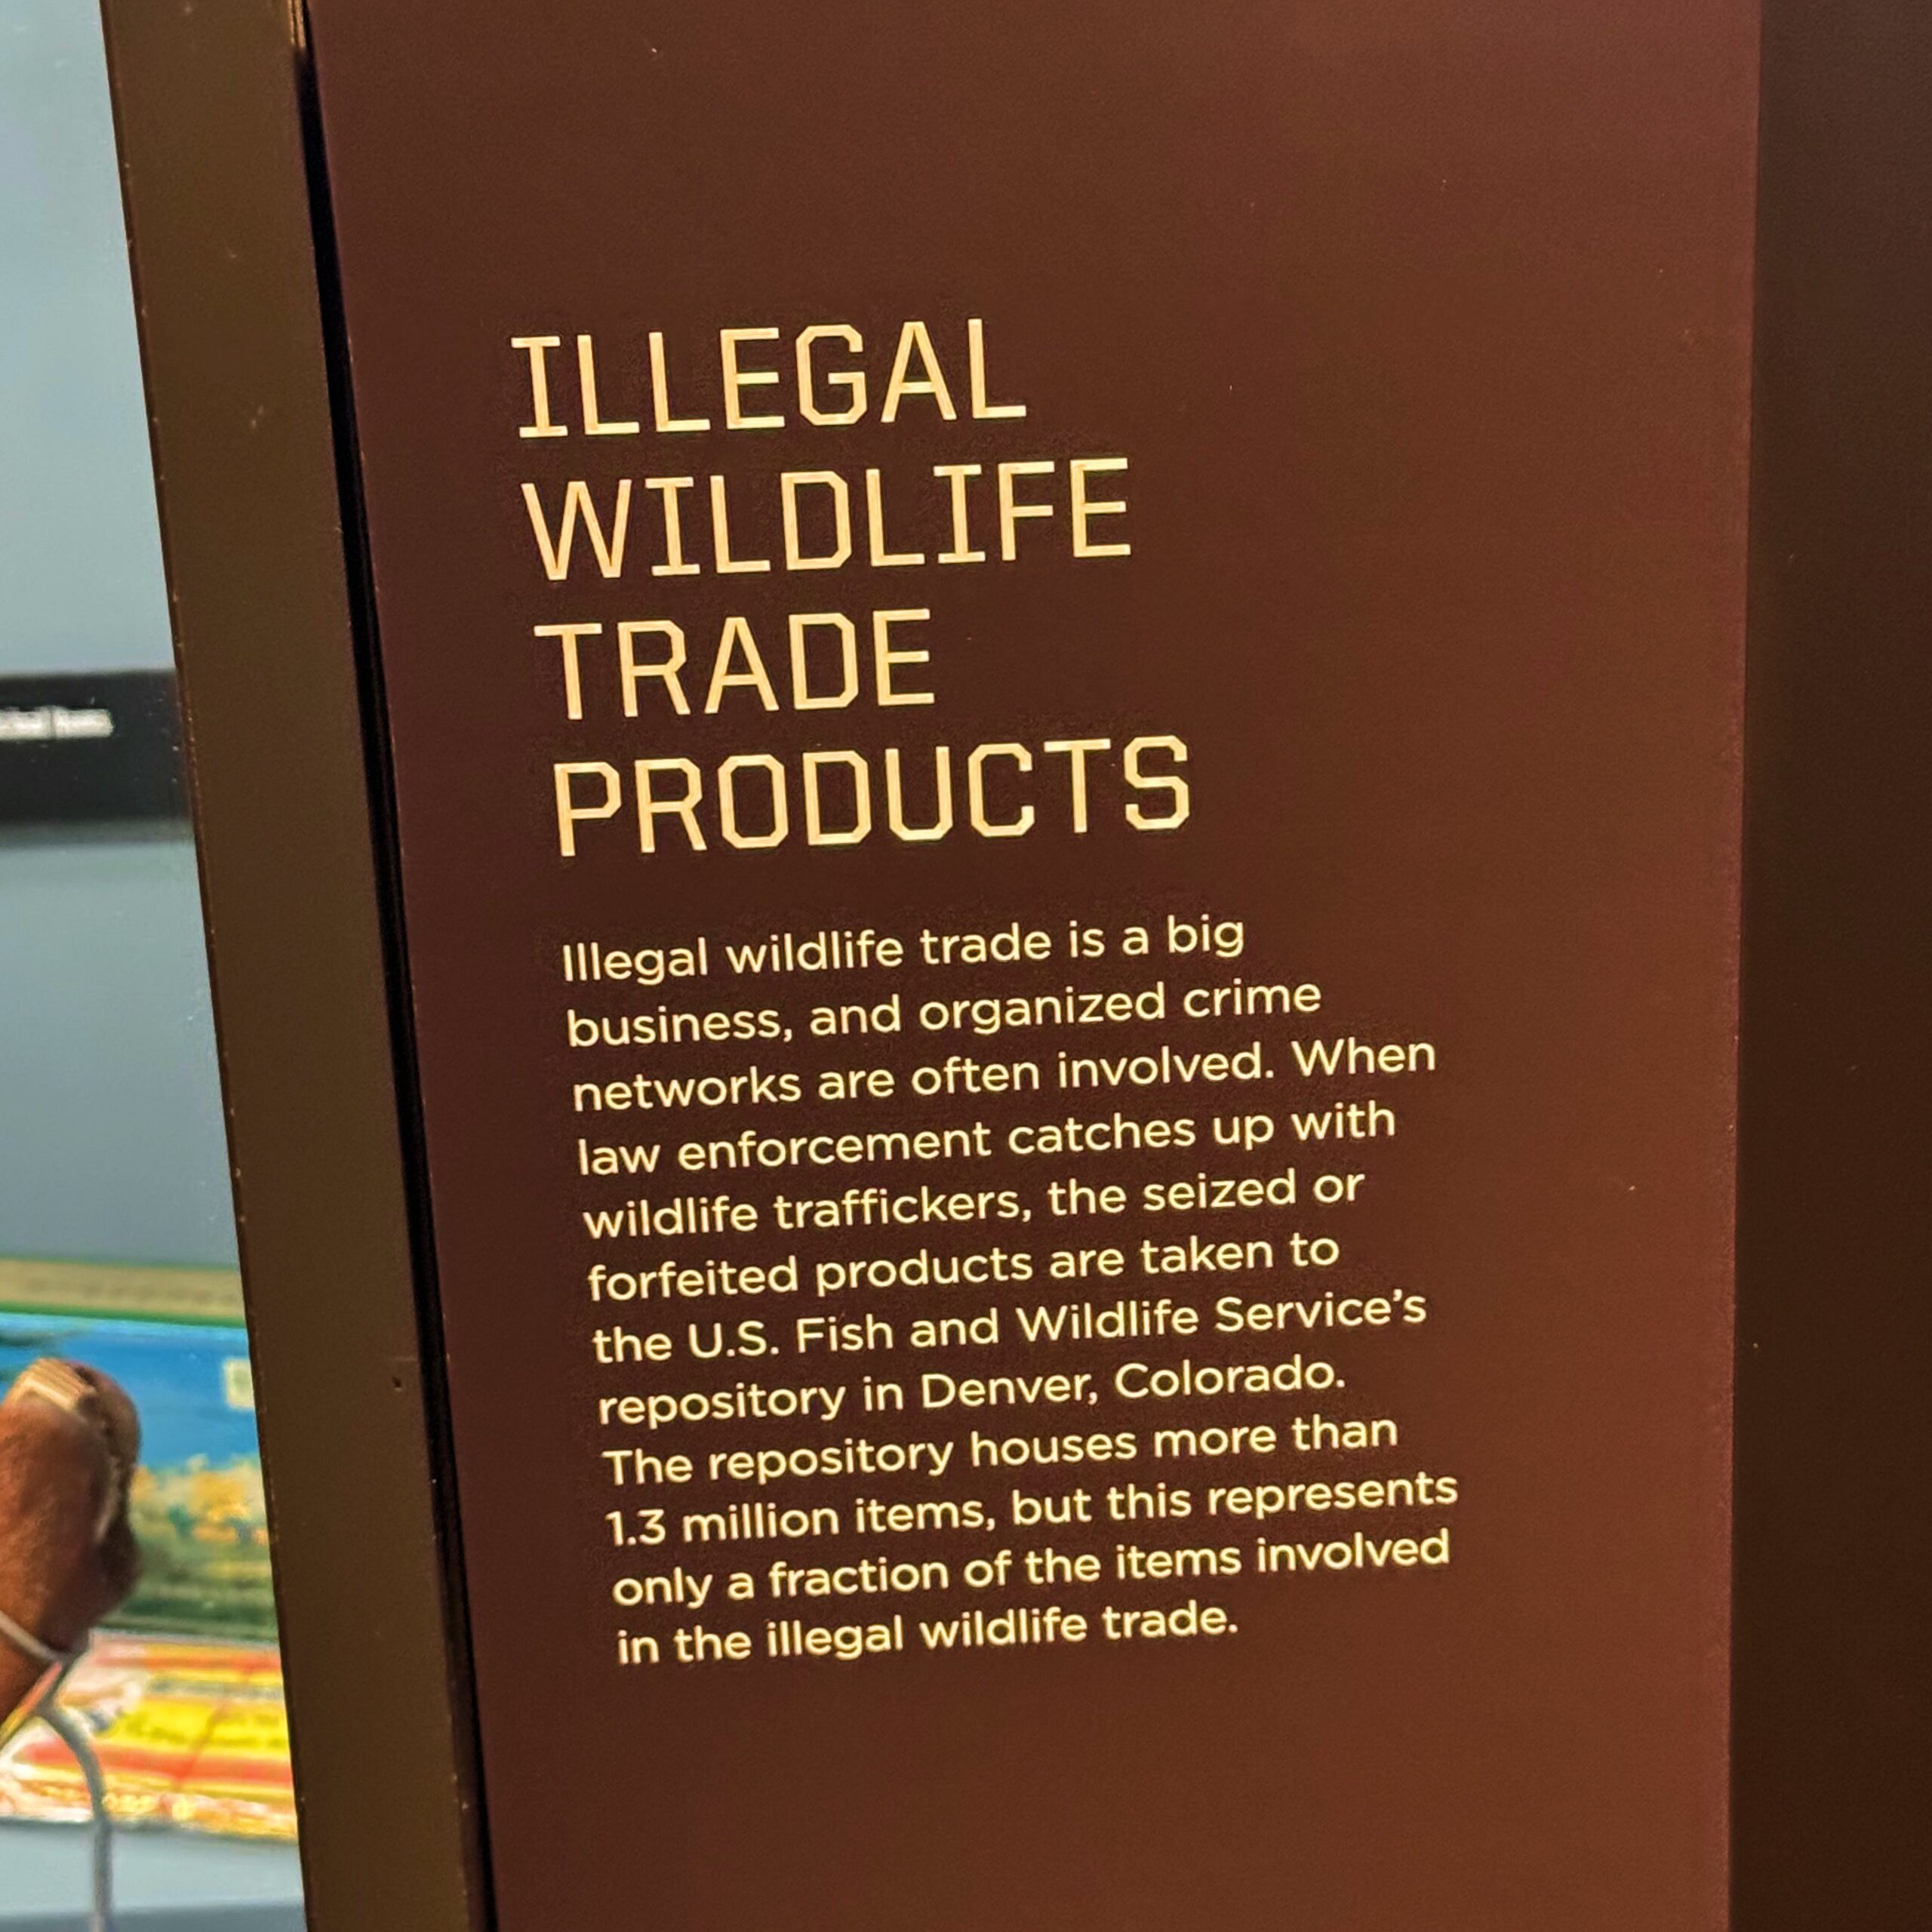 ILLEGAL
WILDLIFE
TRADE
PRODUCTS
Illegal wildlife trade is a big
business, and organized crime
networks are often involved. When
law enforcement catches up with
wildlife traffickers, the seized or
forfeited products are taken to
the U.S. Fish and Wildlife Service’s
repository in Denver, Colorado.
The repository houses more than
1.3 million items, but this represents
only a fraction of the items involved
in the illegal wildlife trade.